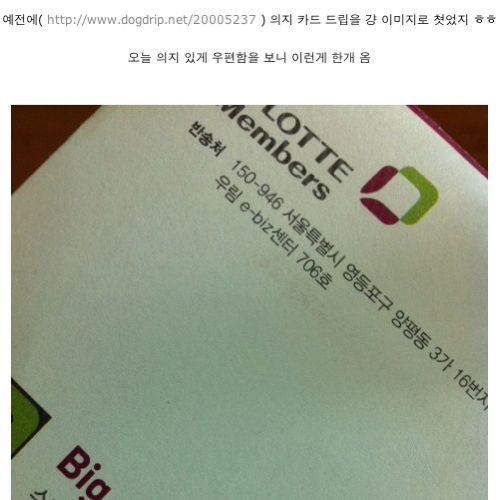 예전에( http://www.dogdrip.net/20005237 ) 의지 카드 드립을 걍 이미지로 쳣었지 ㅎㅎ
오늘 의지 있게 우편함을 보니 이런게 한개 옴
LOTTE
Members
반송처 150-946 서울특별시 영등포구 양평동 3가 16번지
우림 e-biz센터 706호
Big